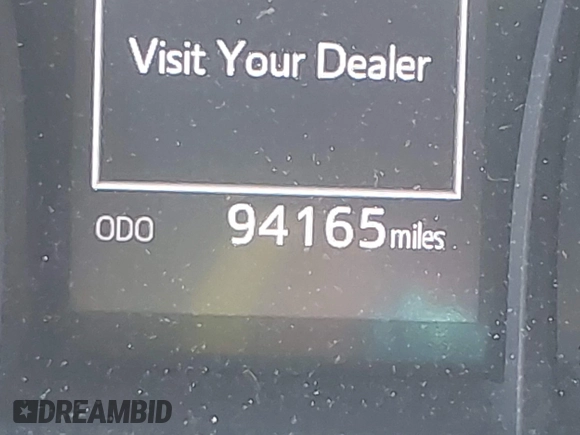 Visit Your Dealer
ODO 94165 miles
DREAMBID